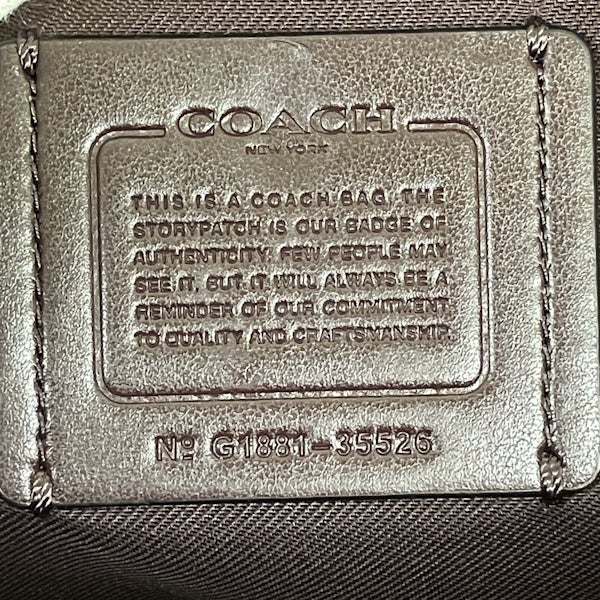 COACH
NEW YORK
THIS IS A COACH BAG. THE
STORYPATCH IS OUR BADGE OF
AUTHENTICITY. FEW PEOPLE MAY
SEE IT. BUT IT WILL ALWAYS BE A
REMINDER OF OUR COMMITMENT
TO QUALITY AND CRAFTSMANSHIP.
Nº G1881-35526